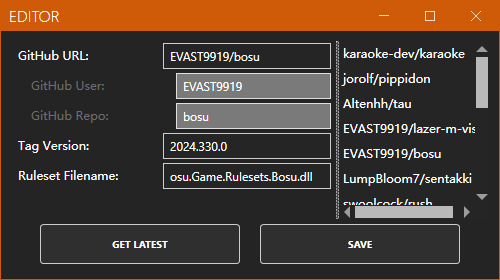 EDITOR
GitHub URL: EVAST9919/bosu
GitHub User: EVAST9919
GitHub Repo: bosu
Tag Version: 2024.330.0
Ruleset Filename: osu.Game.Rulesets.Bosu.dll
karaoke-dev/karaoke
jorolf/pippidon
Altenhh/tau
EVAST9919/lazer-m-vis
EVAST9919/bosu
LumpBloom7/sentakki
swoolcock/rush
GET LATEST
SAVE